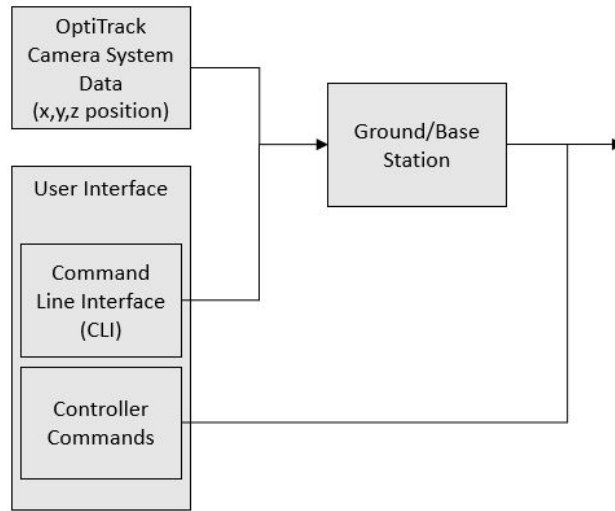 OptiTrack
Camera System
Data
(x,y,z position)
Ground/Base
Station
User Interface
Command
Line Interface
(CLI)
Controller
Commands